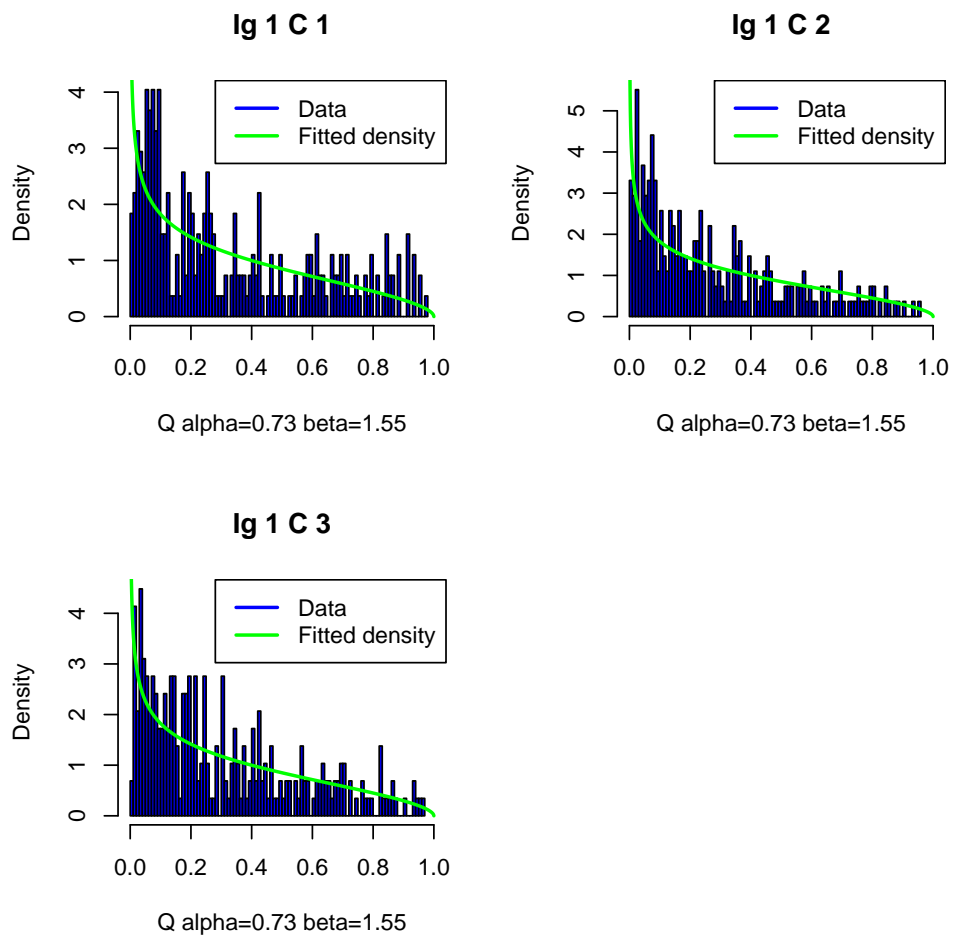 Ig 1 C 1
Density
4
3
2
1
0
Data
Fitted density
0.0 0.2 0.4 0.6 0.8 1.0
Q alpha=0.73 beta=1.55
Ig 1 C 2
Density
5
4
3
2
1
0
Data
Fitted density
0.0 0.2 0.4 0.6 0.8 1.0
Q alpha=0.73 beta=1.55
Ig 1 C 3
Density
4
3
2
1
0
Data
Fitted density
0.0 0.2 0.4 0.6 0.8 1.0
Q alpha=0.73 beta=1.55